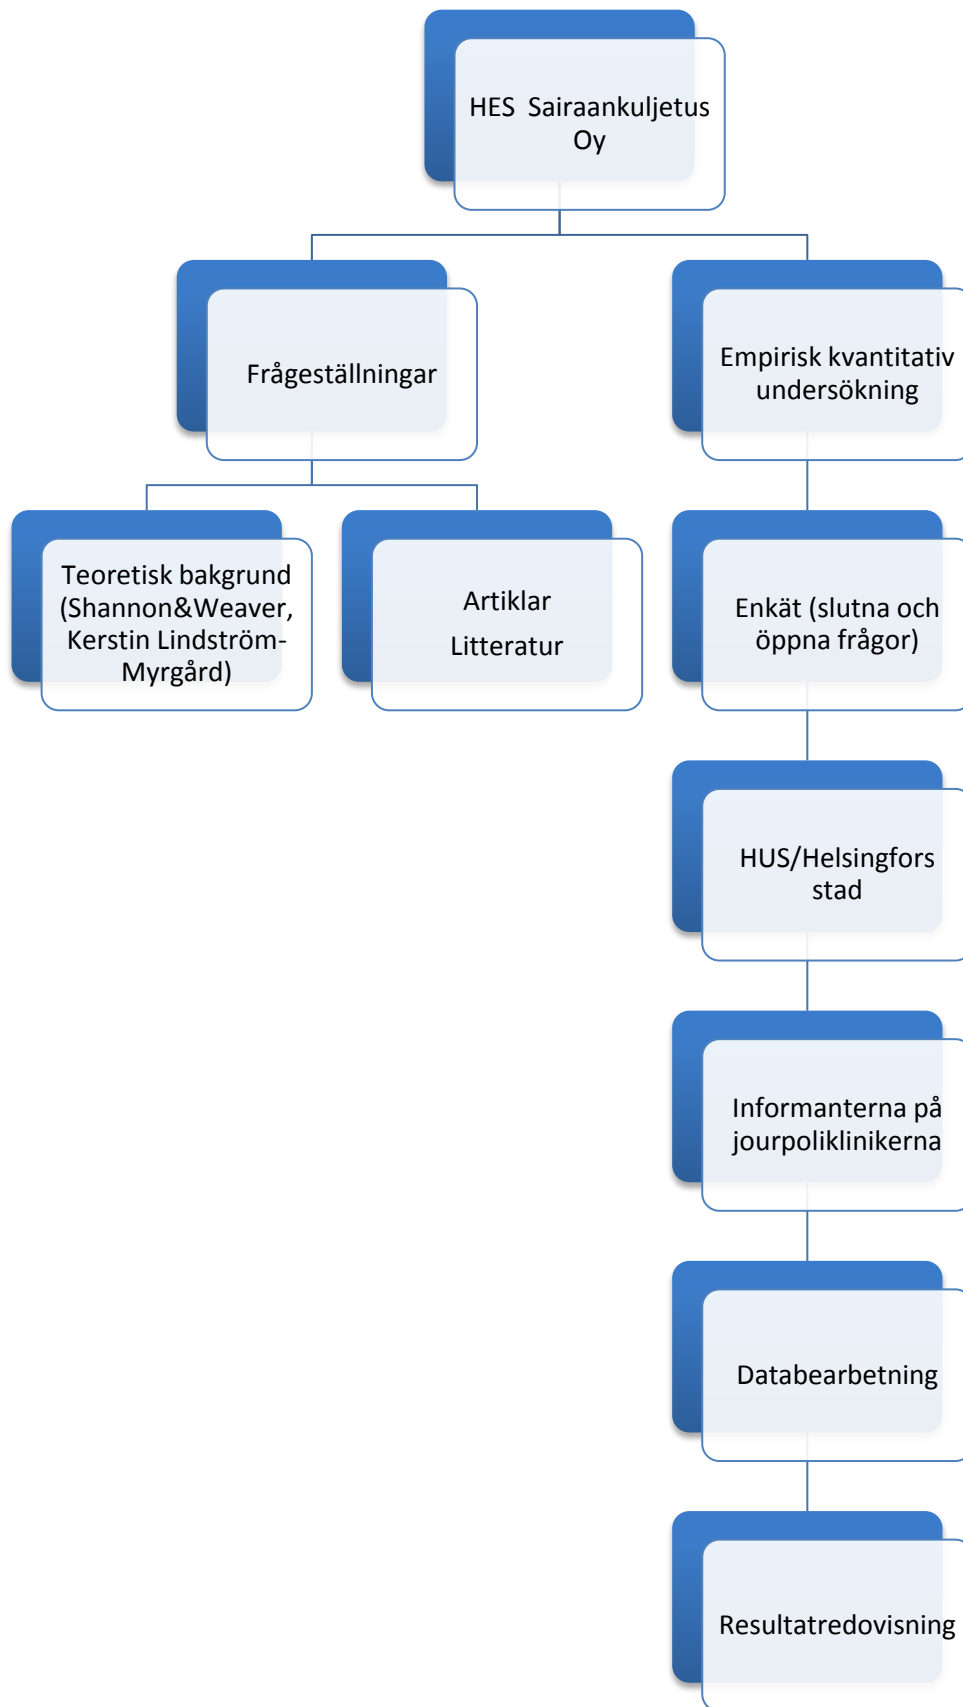 HES  Sairaankuljetus
Oy
Frågeställningar
Empirisk kvantitativ
undersökning
Teoretisk bakgrund
(Shannon&Weaver,
Kerstin Lindström-
Myrgård)
Artiklar
Litteratur
Enkät (slutna och
öppna frågor)
HUS/Helsingfors
stad
Informanterna på
jourpoliklinikerna
Databearbetning
Resultatredovisning